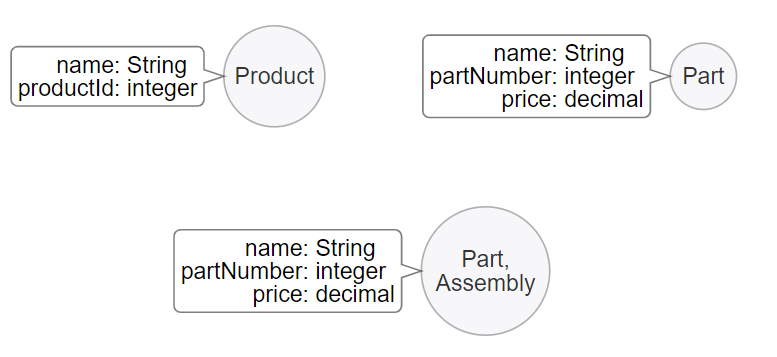 name: String
productId: integer
Product
name: String
partNumber: integer
price: decimal
Part
name: String
partNumber: integer
price: decimal
Part,
Assembly